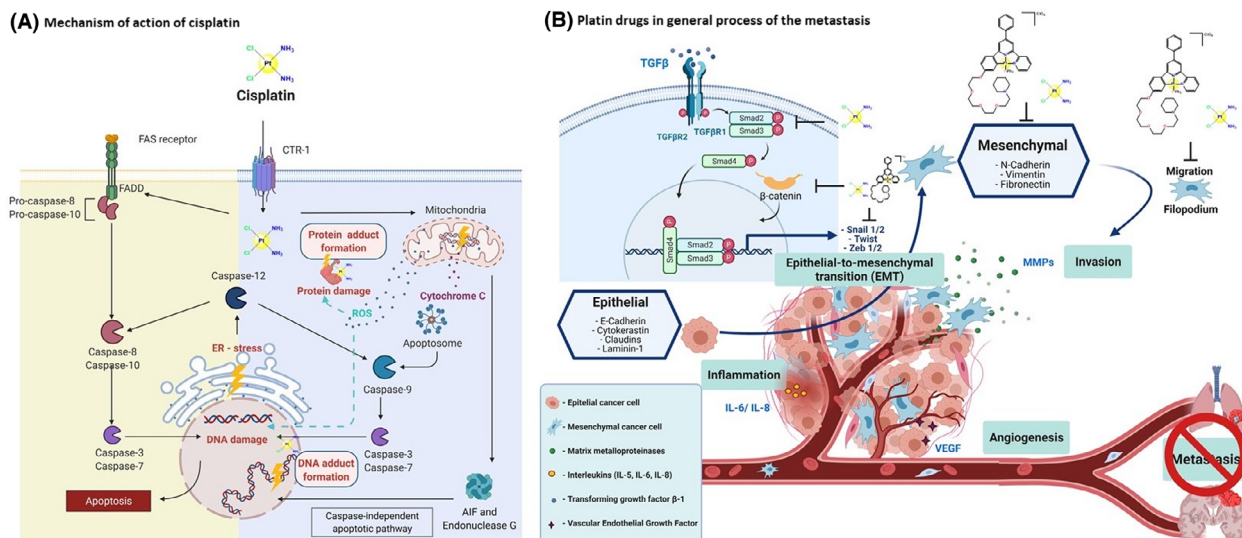 (A) Mechanism of action of cisplatin
Cl
NH3
Pt
Cl
NH3
Cisplatin
FAS receptor
CTR-1
FADD
Pro-caspase-8
Pro-caspase-10
Mitochondria
Pt
Protein adduct
formation
Caspase-12
Protein damage
Cytochrome C
ROS
Apoptosome
Caspase-8
Caspase-10
ER - stress
Caspase-9
DNA damage
Caspase-3
Caspase-7
Caspase-3
Caspase-7
DNA adduct
formation
Apoptosis
Caspase-independent
apoptotic pathway
AIF and
Endonuclease G
(B) Platin drugs in general process of the metastasis
TGFβ
P
P
TGFβR2
TGFβR1
Smad2
P
Smad3
P
Smad4
P
β-catenin
P
Smad4
Smad2
P
Smad3
P
- Snail 1/2
- Twist
- Zeb 1/2
Mesenchymal
- N-Cadherin
- Vimentin
- Fibronectin
Migration
Filopodium
Epithelial-to-mesenchymal
transition (EMT)
MMPs
Invasion
Epithelial
- E-Cadherin
- Cytokerastin
- Claudins
- Laminin-1
Inflammation
IL-6/ IL-8
VEGF
Angiogenesis
Metastasis
- Epitelial cancer cell
- Mesenchymal cancer cell
- Matrix metalloproteinases
- Interleukins (IL-5, IL-6, IL-8)
- Transforming growth factor β-1
- Vascular Endothelial Growth Factor